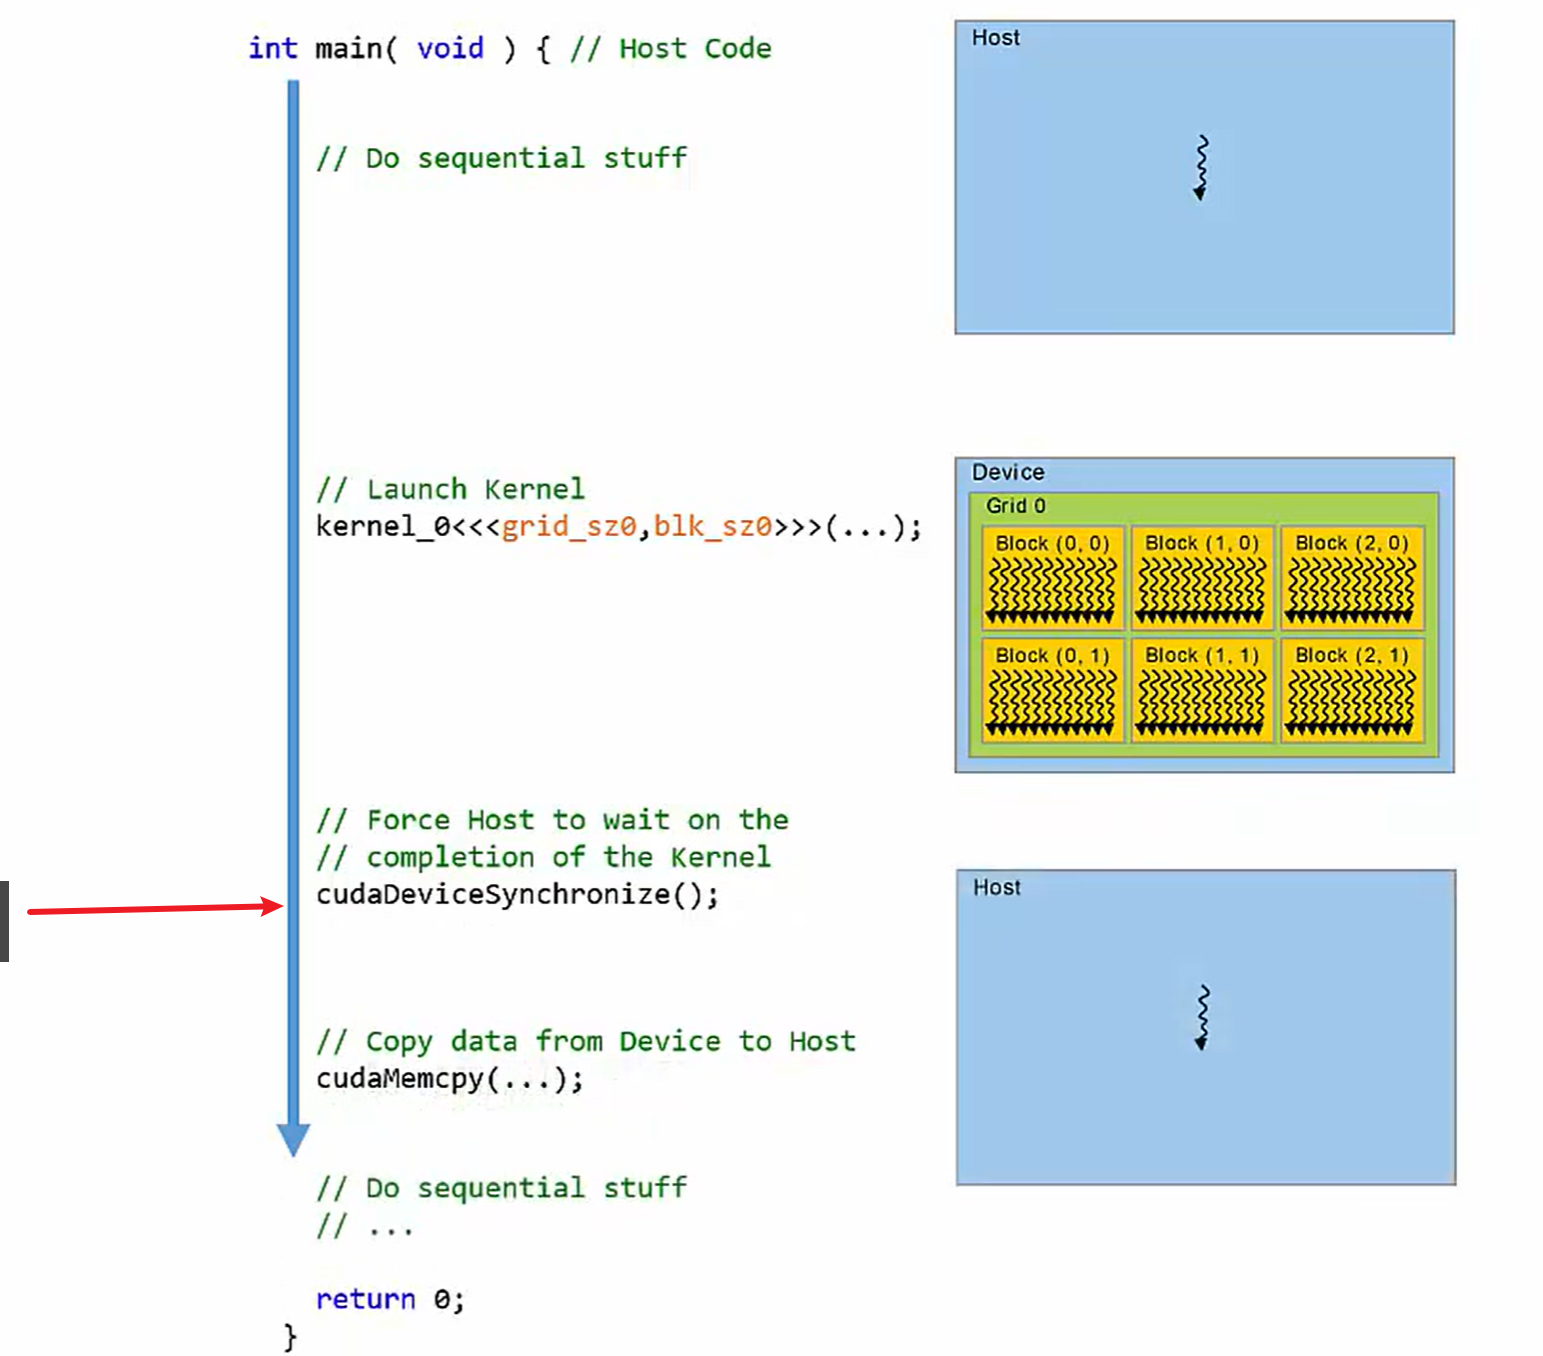 int main( void ) { // Host Code
// Do sequential stuff
// Launch Kernel
kernel_0<<<grid_sz0,blk_sz0>>>(...);
// Force Host to wait on the
// completion of the Kernel
cudaDeviceSynchronize();
// Copy data from Device to Host
cudaMemcpy(...);
// Do sequential stuff
// ...
return 0;
}
Host
Device
Grid 0
Block (0, 0) Block (1, 0) Block (2, 0)
Block (0, 1) Block (1, 1) Block (2, 1)
Host